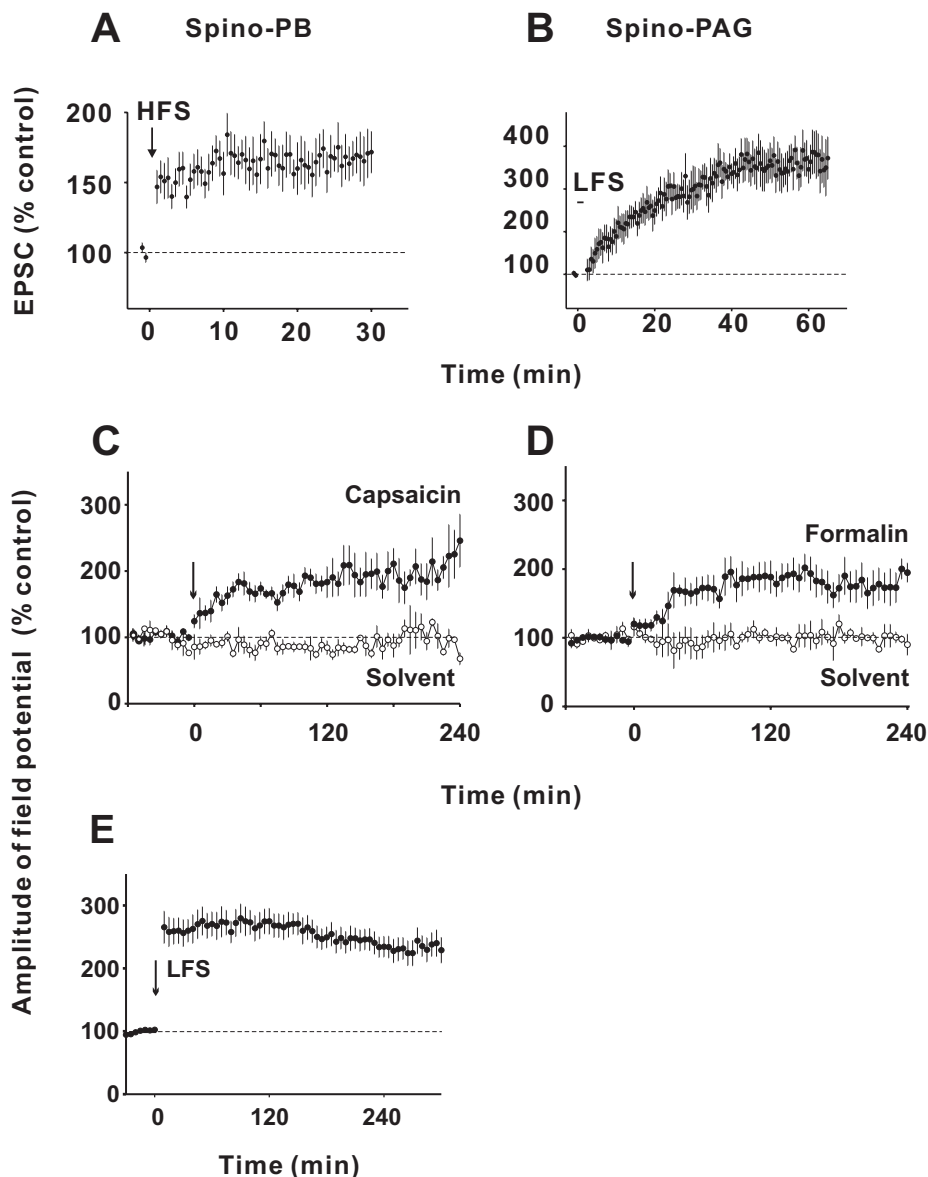 A Spino-PB
B Spino-PAG
EPSC (% control)
200
150
100
HFS
0 10 20 30
400
300
200
100
LFS
0 20 40 60
Time (min)
Amplitude of field potential (% control)
C
300
200
100
0
Capsaicin
Solvent
0 120 240
D
300
200
100
0
Formalin
Solvent
0 120 240
Time (min)
E
300
200
100
0
LFS
0 120 240
Time (min)